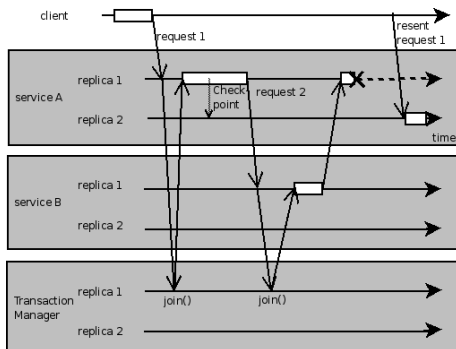 client
request 1
resent
request 1
replica 1
Check
point
request 2
service A
replica 2
time
replica 1
service B
replica 2
replica 1
join()
join()
Transaction
Manager
replica 2